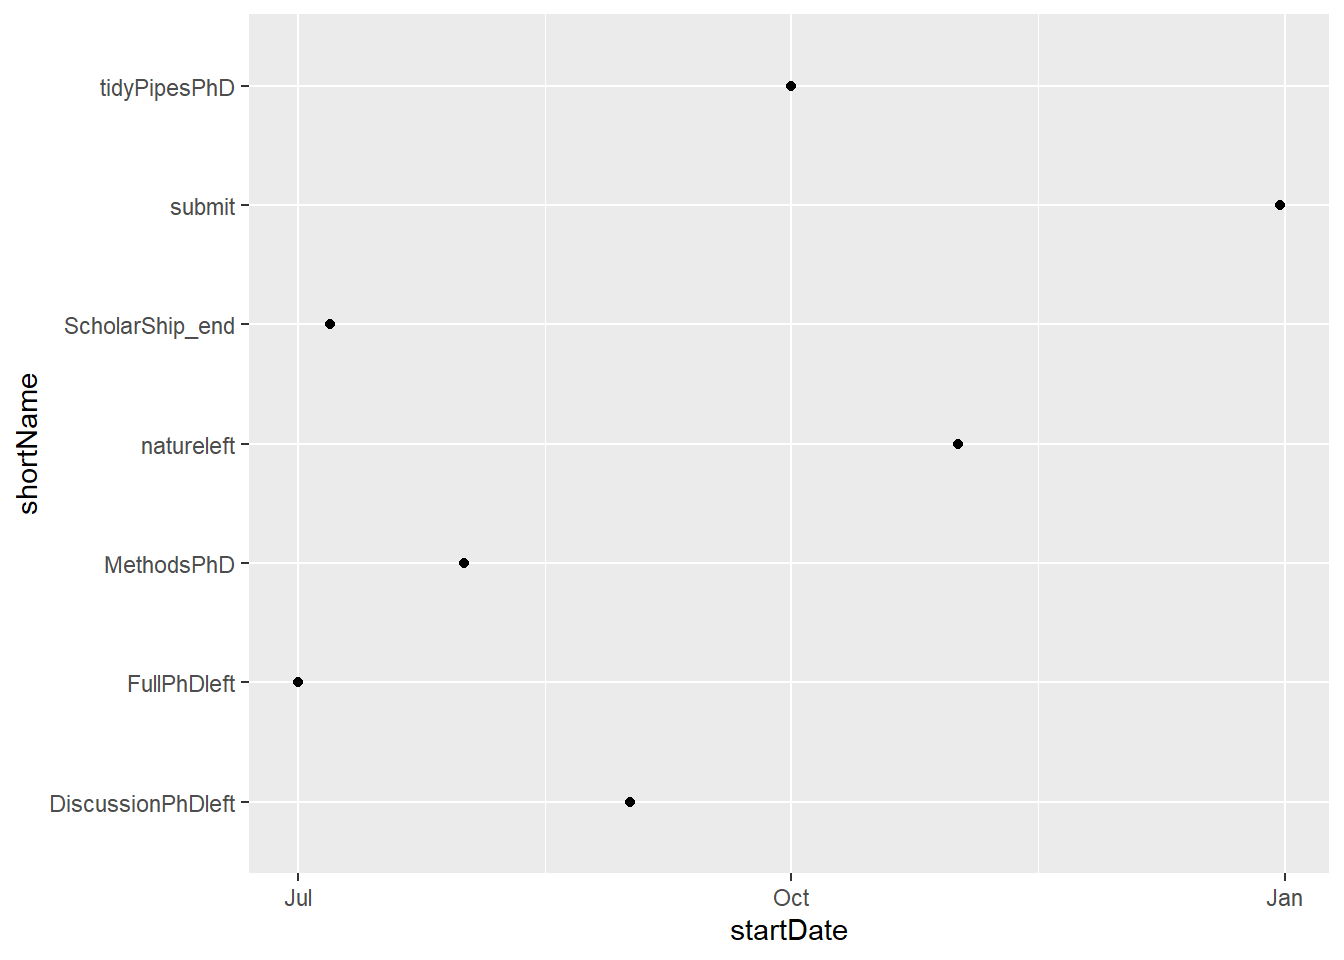 tidyPipesPhD
submit
ScholarShip_end
natureleft
MethodsPhD
FullPhDleft
DiscussionPhDleft
shortName
Jul
Oct
Jan
startDate